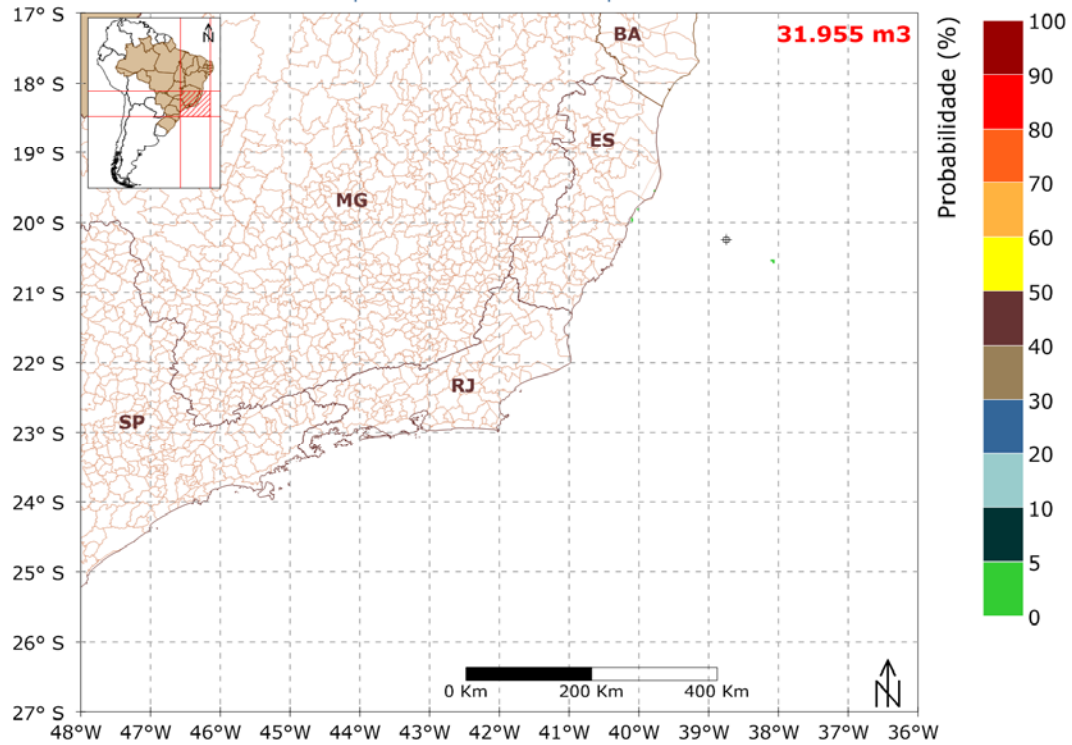 17° S
18° S
19° S
20° S
21° S
22° S
23° S
24° S
25° S
26° S
27° S
48°W
47°W
46°W
45°W
44°W
43°W
42°W
41°W
40°W
39°W
38°W
37°W
36°W
N
BA
31.955 m3
ES
MG
RJ
SP
0 Km
200 Km
400 Km
N
Probabilidade (%)
100
90
80
70
60
50
40
30
20
10
5
0